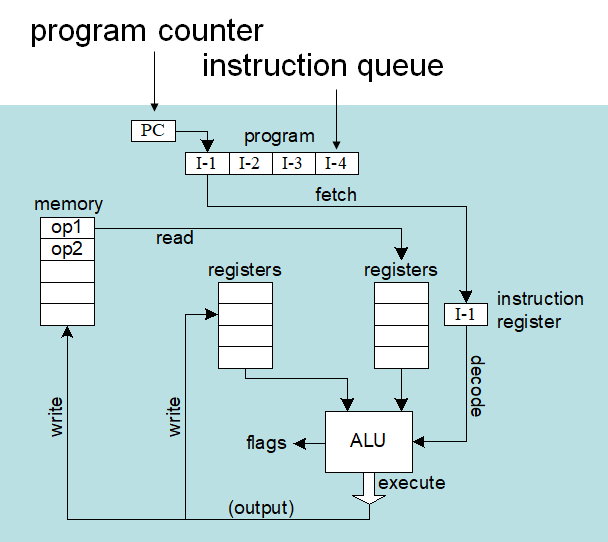 program counter
instruction queue
PC
program
I-1 I-2 I-3 I-4
fetch
memory
op1
read
op2
registers
registers
instruction
register
I-1
decode
write
write
flags
ALU
execute
(output)